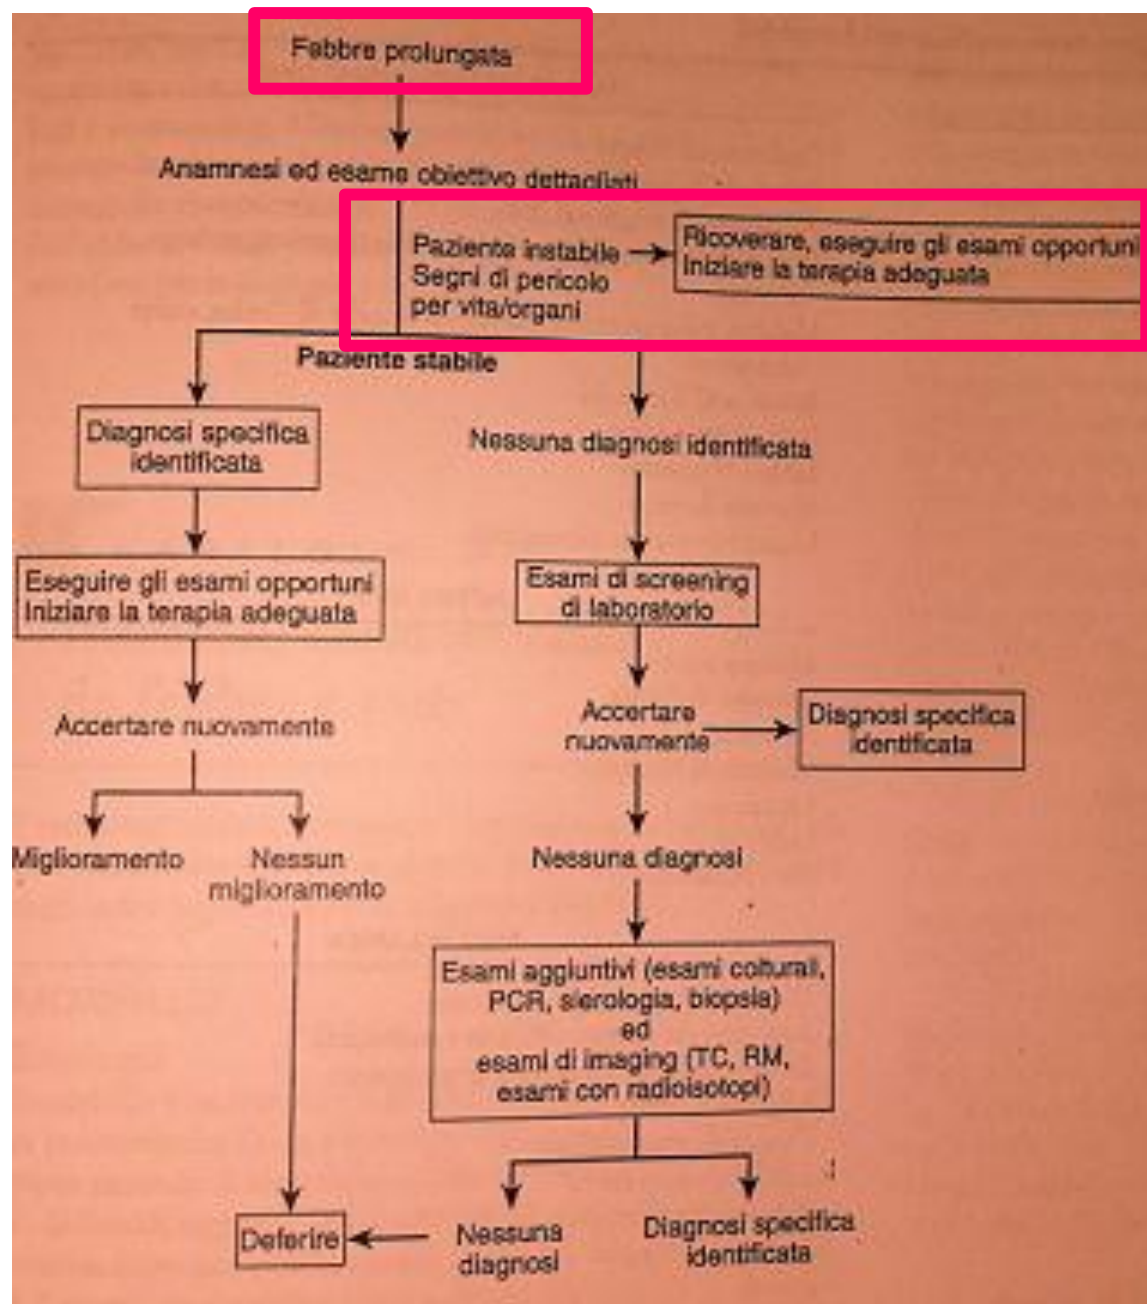 Febbre prolungata
Anamnesi ed esame obiettivo dettagliati
Paziente instabile
Segni di pericolo
per vita/organi
Ricoverare, eseguire gli esami opportuni
Iniziare la terapia adeguata
Paziente stabile
Diagnosi specifica
identificata
Nessuna diagnosi identificata
Eseguire gli esami opportuni
Iniziare la terapia adeguata
Esami di screening
di laboratorio
Accertare nuovamente
Accertare
nuovamente
Diagnosi specifica
identificata
Miglioramento
Nessun
miglioramento
Nessuna diagnosi
Esami aggiuntivi (esami colturali,
PCR, sierologia, biopsia)
ed
esami di imaging (TC, RM,
esami con radioisotopi)
Deferire
Nessuna
diagnosi
Diagnosi specifica
identificata